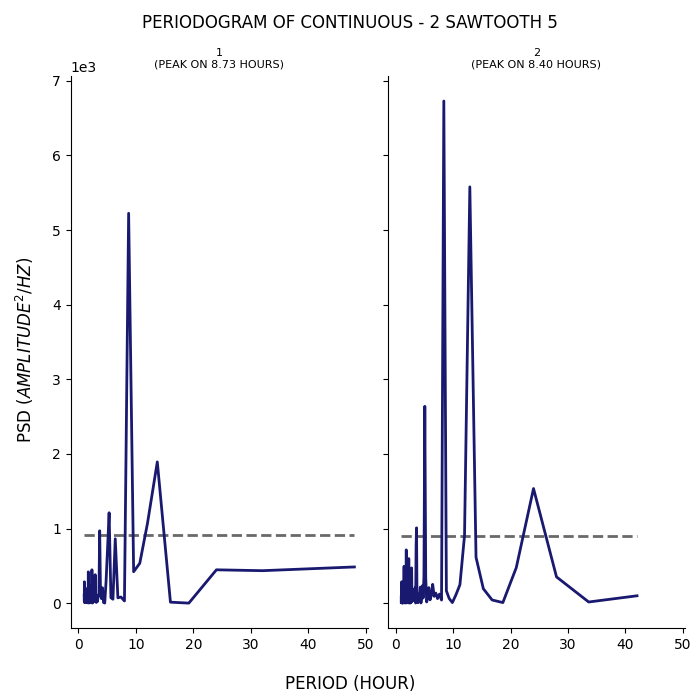 PERIODOGRAM OF CONTINUOUS - 2 SAWTOOTH 5
1
(PEAK ON 8.73 HOURS)
2
(PEAK ON 8.40 HOURS)
1e3
7
6
5
4
3
2
1
0
PSD (AMPLITUDE²/HZ)
0 10 20 30 40 50
0 10 20 30 40 50
PERIOD (HOUR)